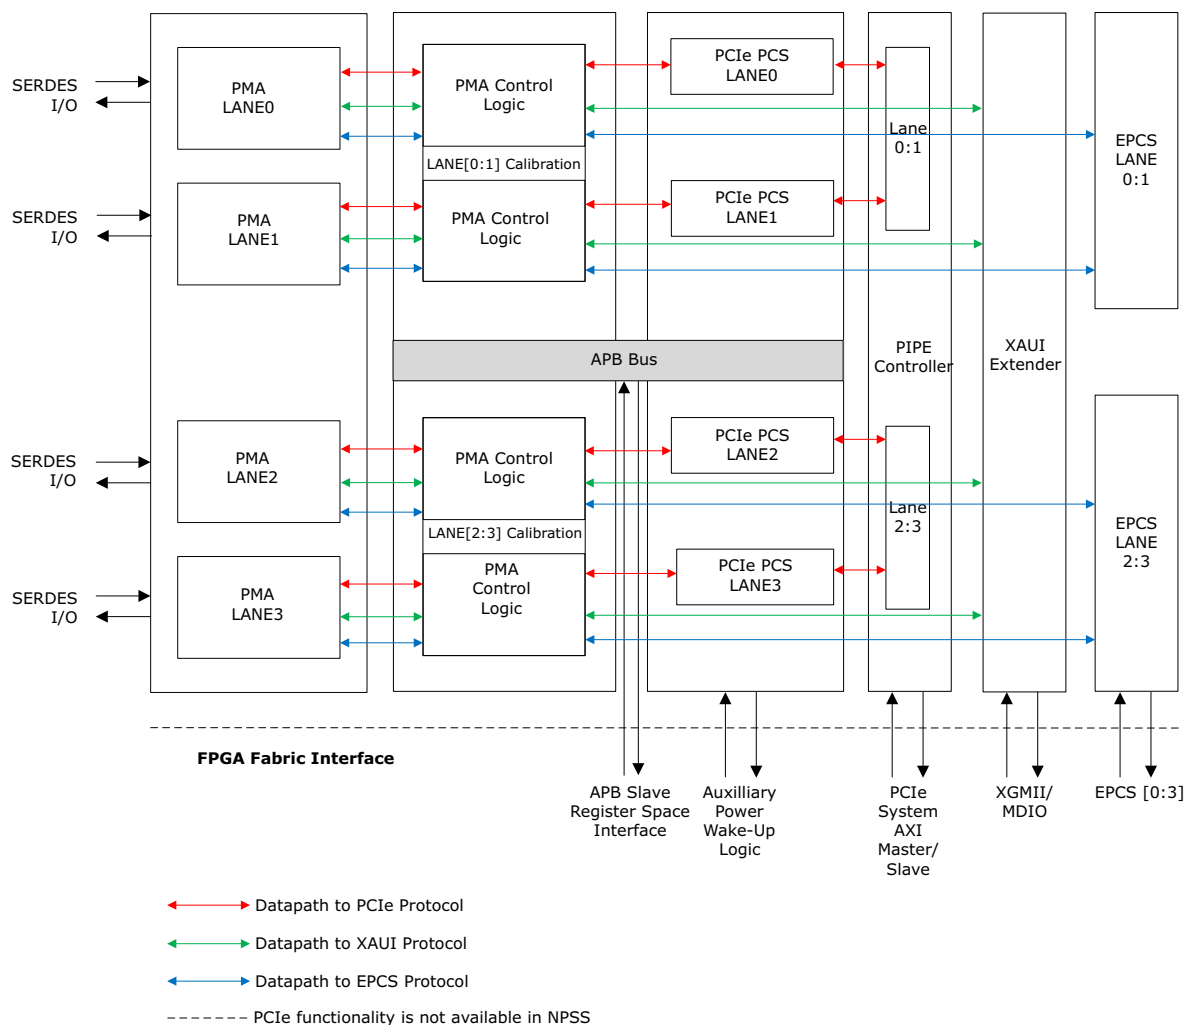 SERDES
I/O
PMA
LANE0
PMA Control
Logic
PCIe PCS
LANE0
Lane
0:1
EPCS
LANE
0:1
LANE[0:1] Calibration
SERDES
I/O
PMA
LANE1
PMA Control
Logic
PCIe PCS
LANE1
APB Bus
PIPE
Controller
XAUI
Extender
SERDES
I/O
PMA
LANE2
PMA Control
Logic
PCIe PCS
LANE2
Lane
2:3
EPCS
LANE
2:3
LANE[2:3] Calibration
SERDES
I/O
PMA
LANE3
PMA
Control
Logic
PCIe PCS
LANE3
FPGA Fabric Interface
APB Slave
Register Space
Interface
Auxilliary
Power
Wake-Up
Logic
PCIe
System
AXI
Master/
Slave
XGMII/
MDIO
EPCS [0:3]
Datapath to PCIe Protocol
Datapath to XAUI Protocol
Datapath to EPCS Protocol
PCIe functionality is not available in NPSS